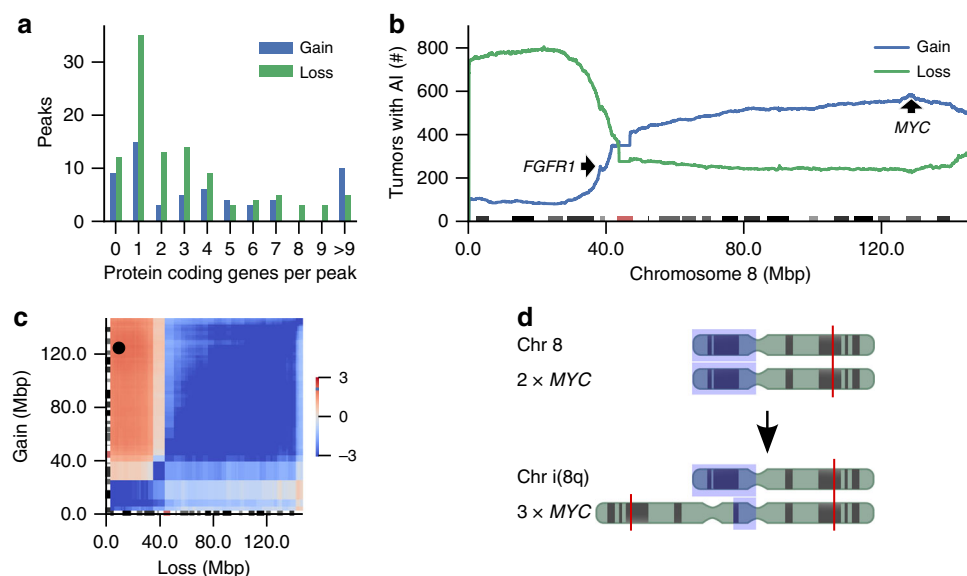 a
Peaks
30
20
10
0
Gain
Loss
0 1 2 3 4 5 6 7 8 9 >9
Protein coding genes per peak
b
Tumors with AI (#)
800
600
400
200
0
Gain
Loss
FGFR1
MYC
0.0 40.0 80.0 120.0
Chromosome 8 (Mbp)
c
Gain (Mbp)
120.0
80.0
40.0
0.0
3
0
−3
0.0 40.0 80.0 120.0
Loss (Mbp)
d
Chr 8
2 × MYC
Chr i(8q)
3 × MYC